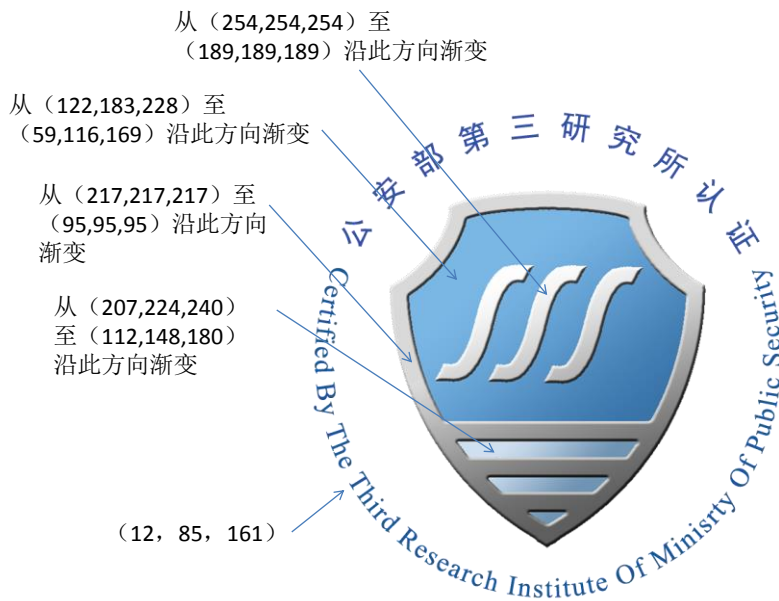 从（254,254,254）至
（189,189,189）沿此方向渐变
从（122,183,228）至
（59,116,169）沿此方向渐变
从（217,217,217）至
（95,95,95）沿此方向
渐变
从（207,224,240）
至（112,148,180）
沿此方向渐变
（12，85，161）
公安部第三研究所认证
SSS
Certified By The Third Research Institute Of Minisrty Of Public Security